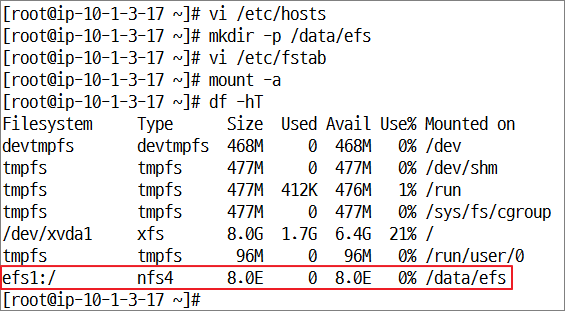 [root@ip-10-1-3-17 ~]# vi /etc/hosts
[root@ip-10-1-3-17 ~]# mkdir -p /data/efs
[root@ip-10-1-3-17 ~]# vi /etc/fstab
[root@ip-10-1-3-17 ~]# mount -a
[root@ip-10-1-3-17 ~]# df -hT
Filesystem     Type      Size  Used Avail Use% Mounted on
devtmpfs       devtmpfs  468M     0  468M   0% /dev
tmpfs          tmpfs     477M     0  477M   0% /dev/shm
tmpfs          tmpfs     477M  412K  476M   1% /run
tmpfs          tmpfs     477M     0  477M   0% /sys/fs/cgroup
/dev/xvda1     xfs       8.0G  1.7G  6.4G  21% /
tmpfs          tmpfs      96M     0   96M   0% /run/user/0
efs1:/         nfs4      8.0E     0  8.0E   0% /data/efs
[root@ip-10-1-3-17 ~]#